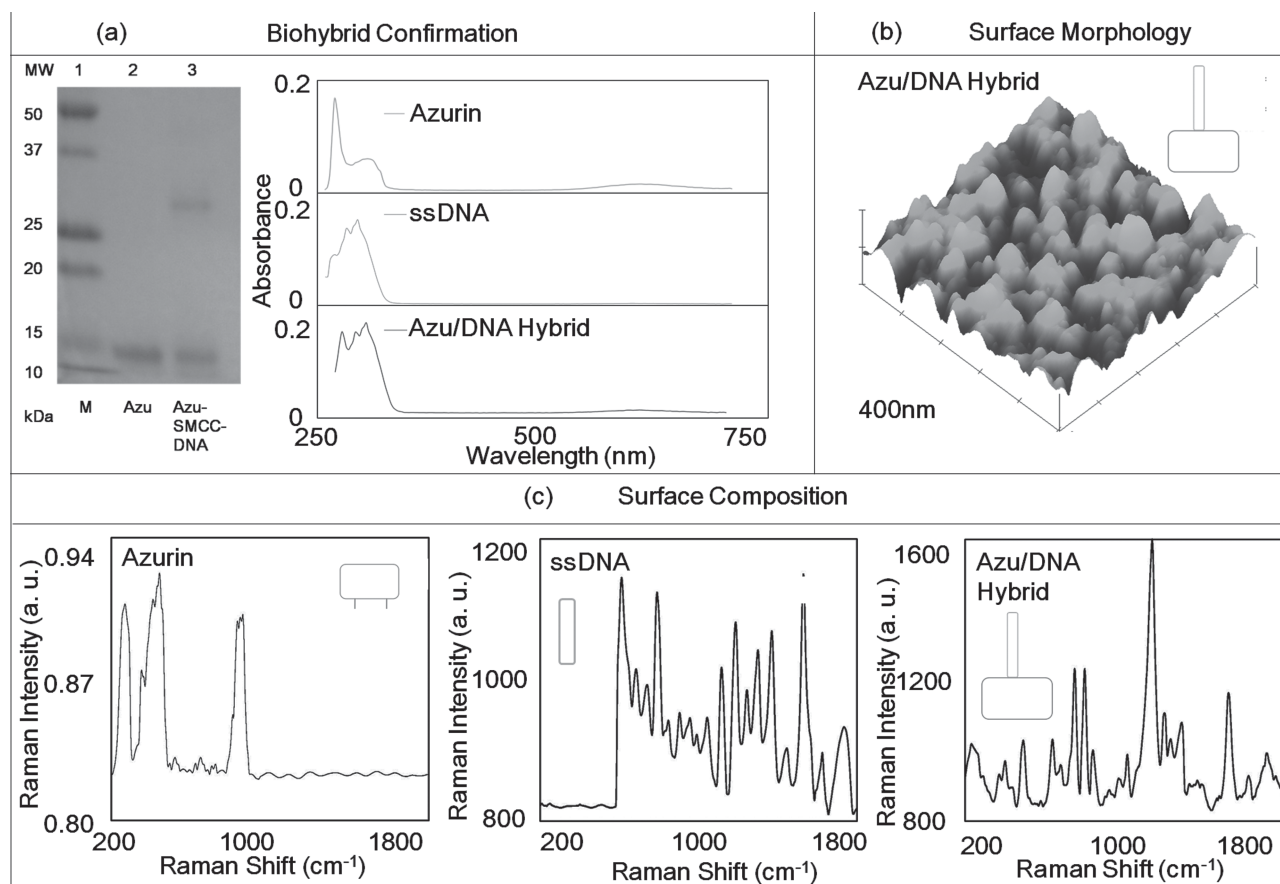 (a) Biohybrid Confirmation
MW 1 2 3
50
37
25
20
15
10
kDa M Azu Azu-
SMCC-
DNA
Absorbance
0.2
Azurin
0
0.2
ssDNA
0
0.2
Azu/DNA Hybrid
0
250 500 750
Wavelength (nm)
(b) Surface Morphology
Azu/DNA Hybrid
400nm
(c) Surface Composition
Raman Intensity (a. u.)
0.94
Azurin
0.87
0.80
200 1000 1800
Raman Shift (cm⁻¹)
Raman Intensity (a. u.)
1200
ssDNA
1000
800
200 1000 1800
Raman Shift (cm⁻¹)
Raman Intensity (a. u.)
1600
Azu/DNA
Hybrid
1200
800
200 1000 1800
Raman Shift (cm⁻¹)